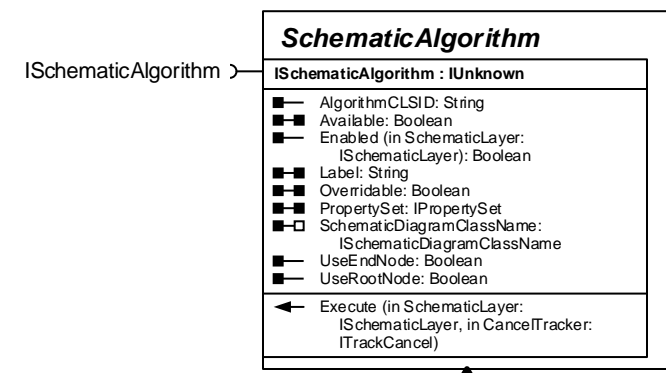 SchematicAlgorithm
ISchematicAlgorithm
ISchematicAlgorithm : IUnknown
AlgorithmCLSID: String
Available: Boolean
Enabled (in SchematicLayer:
ISchematicLayer): Boolean
Label: String
Overridable: Boolean
PropertySet: IPropertySet
SchematicDiagramClassName:
ISchematicDiagramClassName
UseEndNode: Boolean
UseRootNode: Boolean
Execute (in SchematicLayer:
ISchematicLayer, in CancelTracker:
ITrackCancel)